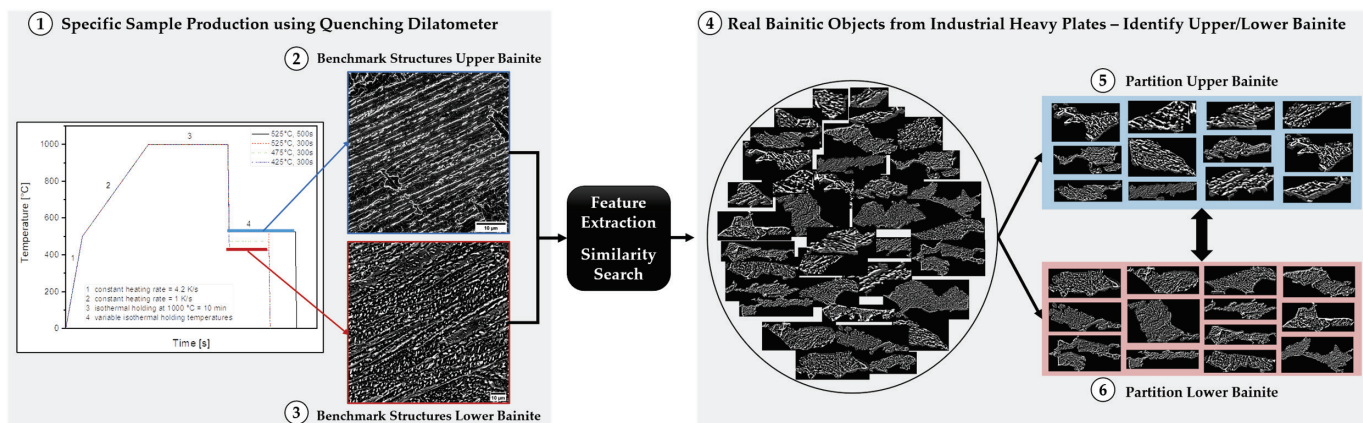 1 Specific Sample Production using Quenching Dilatometer
2 Benchmark Structures Upper Bainite
Temperature [°C]
1000
800
600
400
200
0
1
2
3
4
525°C, 500s
525°C, 300s
475°C, 300s
425°C, 300s
1 constant heating rate = 4.2 K/s
2 constant heating rate = 1 K/s
3 isothermal holding at 1000 °C = 10 min
4 variable isothermal holding temperatures
Time [s]
10 µm
10 µm
3 Benchmark Structures Lower Bainite
Feature
Extraction
Similarity
Search
4 Real Bainitic Objects from Industrial Heavy Plates – Identify Upper/Lower Bainite
5 Partition Upper Bainite
6 Partition Lower Bainite